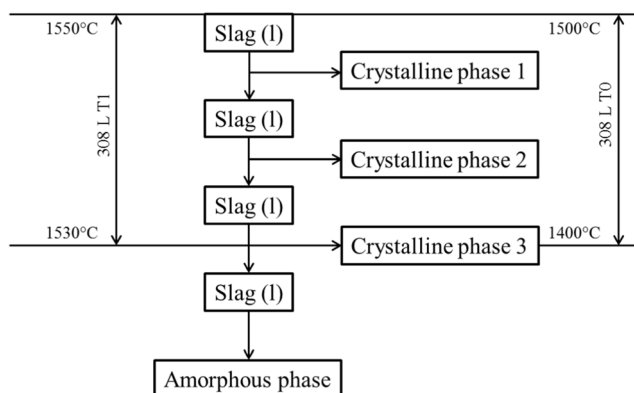 1550°C
Slag (l)
1500°C
Crystalline phase 1
308 L T1
Slag (l)
308 L T0
Crystalline phase 2
Slag (l)
1530°C
Crystalline phase 3
1400°C
Slag (l)
Amorphous phase